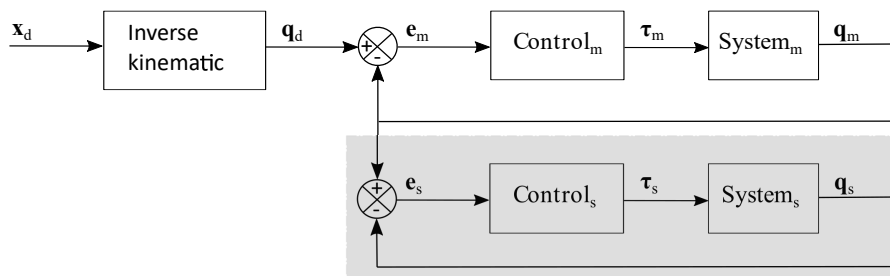 x_d
Inverse
kinematic
q_d
+
-
e_m
Control_m
τ_m
System_m
q_m
+
-
e_s
Control_s
τ_s
System_s
q_s